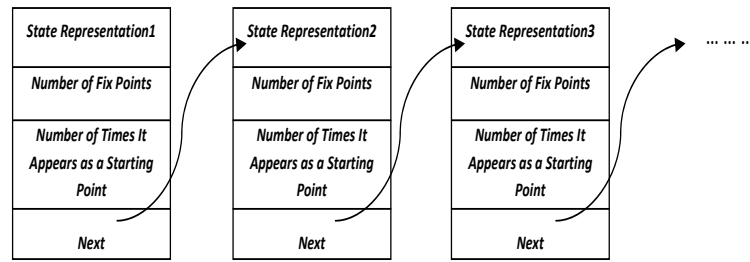 State Representation1
Number of Fix Points
Number of Times It
Appears as a Starting
Point
Next
State Representation2
Number of Fix Points
Number of Times It
Appears as a Starting
Point
Next
State Representation3
Number of Fix Points
Number of Times It
Appears as a Starting
Point
Next
... ... ..